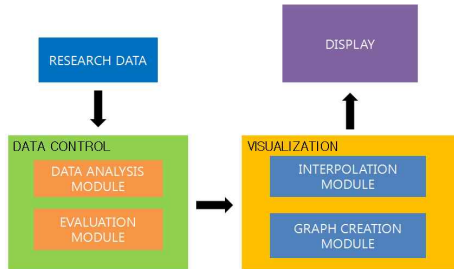 RESEARCH DATA
DISPLAY
DATA CONTROL
DATA ANALYSIS
MODULE
EVALUATION
MODULE
VISUALIZATION
INTERPOLATION
MODULE
GRAPH CREATION
MODULE